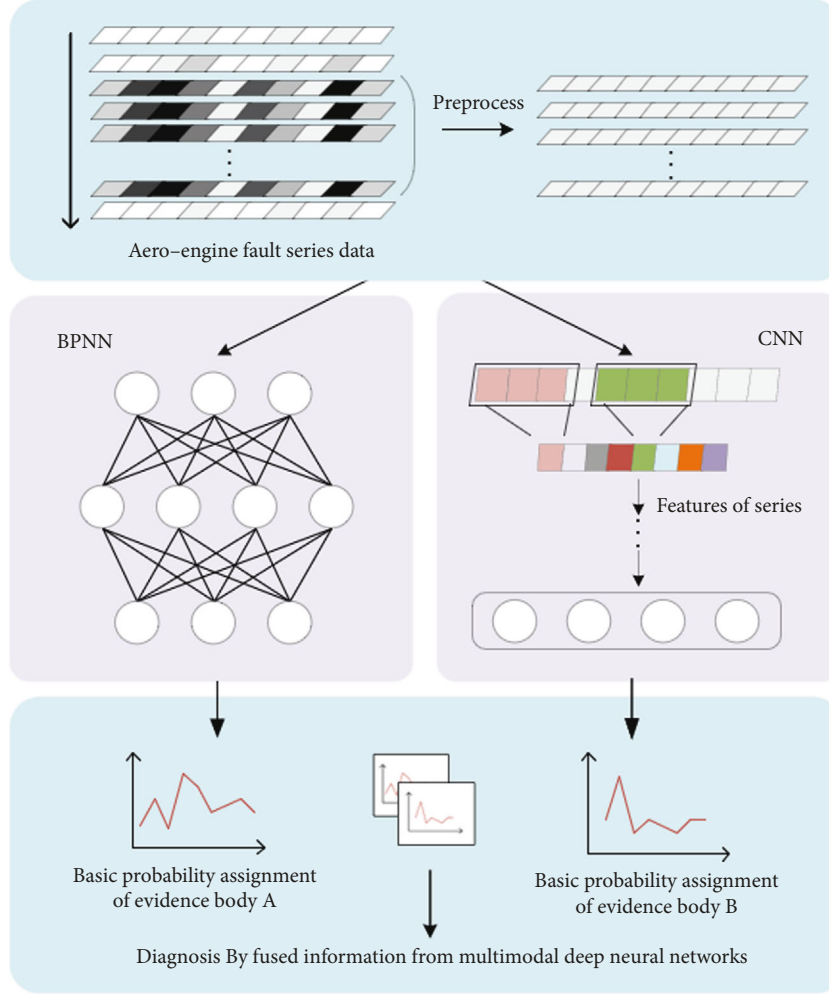 Preprocess
Aero–engine fault series data
BPNN
CNN
Features of series
Basic probability assignment
of evidence body A
Basic probability assignment
of evidence body B
Diagnosis By fused information from multimodal deep neural networks